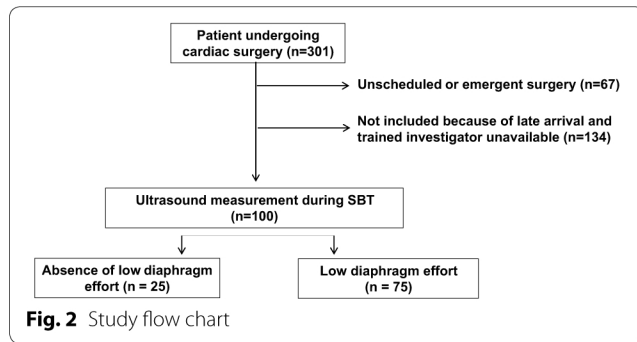 Patient undergoing
cardiac surgery (n=301)
Unscheduled or emergent surgery (n=67)
Not included because of late arrival and
trained investigator unavailable (n=134)
Ultrasound measurement during SBT
(n=100)
Absence of low diaphragm
effort (n = 25)
Low diaphragm effort
(n = 75)
Fig. 2 Study flow chart